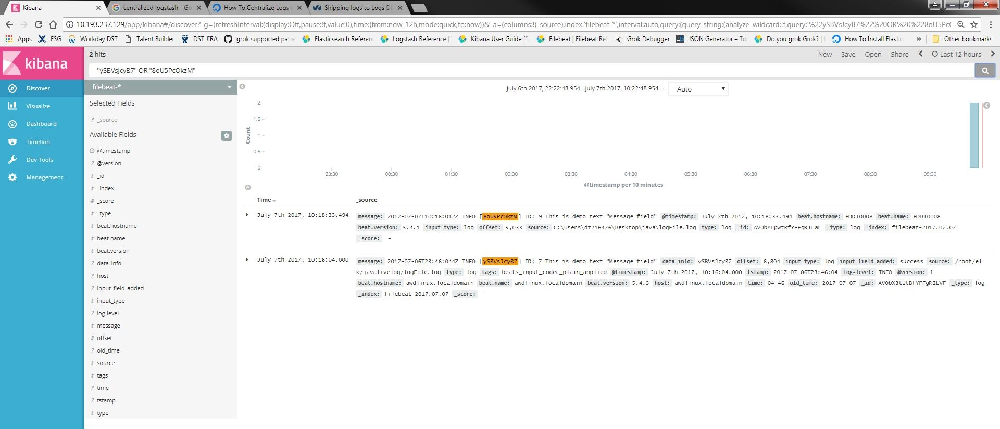 Kibana
centralized logstash - Go
How To Centralize Logs
Shipping logs to Logs Da
10.193.237.129/app/kibana#/discover?_g=(refreshInterval:(display:Off,pause:!f,value:0),time:(from:now-12h,mode:quick,to:now))&_a=(columns:!(_source),index:'filebeat-*',interval:auto,query:(query_string:(analyze_wildcard:!t,query:'%22ySBVsJcyB7%22%20OR%20%228oU5PcC
Apps FSG Workday DST Talent Builder DST JIRA grok supported patte Elasticsearch Referen Logstash Reference [ Kibana User Guide [5. Filebeat | Filebeat Ref Grok Debugger JSON Generator – To Do you grok Grok? | How To Install Elastic » Other bookmarks
kibana
2 hits
New Save Open Share Last 12 hours
"ySBVsJcyB7" OR "8oU5PcOkzM"
Discover
Visualize
Dashboard
Timelion
Dev Tools
Management
filebeat-*
Selected Fields
? _source
Available Fields
@timestamp
? @version
t _id
t _index
# _score
t _type
t beat.hostname
t beat.name
t beat.version
? data_info
? host
? input_field_added
t input_type
? log-level
t message
# offset
? old_time
t source
t tags
? time
? tstamp
t type
July 6th 2017, 22:22:48.954 - July 7th 2017, 10:22:48.954 — Auto
Count
2
1.5
1
0.5
0
23:30 00:30 01:30 02:30 03:30 04:30 05:30 06:30 07:30 08:30 09:30
@timestamp per 10 minutes
Time _source
July 7th 2017, 10:18:33.494 message: 2017-07-07T10:18:012Z INFO [8oU5PcOkzM] ID: 9 This is demo text "Message field" @timestamp: July 7th 2017, 10:18:33.494 beat.hostname: HDDT0008 beat.name: HDDT0008
beat.version: 5.4.1 input_type: log offset: 5,033 source: C:\Users\dt216476\Desktop\java\logFile.log type: log _id: AV0bYLpwtBfYFFgRILaL _type: log _index: filebeat-2017.07.07
_score: -
July 7th 2017, 10:16:04.000 message: 2017-07-06T23:46:044Z INFO [ySBVsJcyB7] ID: 7 This is demo text "Message field" data_info: ySBVsJcyB7 offset: 6,804 input_type: log input_field_added: success source: /root/el
k/javalivelog/logFile.log type: log tags: beats_input_codec_plain_applied @timestamp: July 7th 2017, 10:16:04.000 tstamp: 2017-07-06T23:46:04 log-level: INFO @version: 1
beat.hostname: awdlinux.localdomain beat.name: awdlinux.localdomain beat.version: 5.4.3 host: awdlinux.localdomain time: 04-46 old_time: 2017-07-07 _id: AV0bX3tUtBfYFFgRILVF _type: log
_index: filebeat-2017.07.07 _score: -